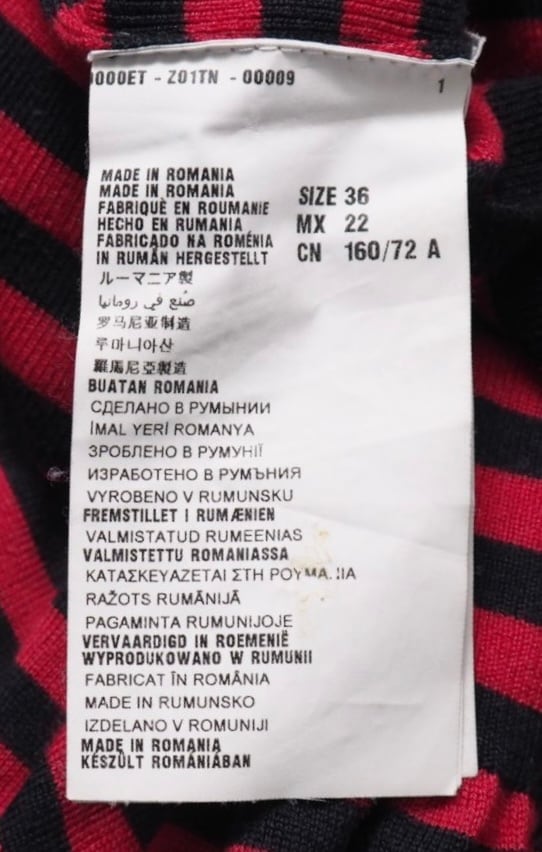 000ET - Z01TN - 00009
1
MADE IN ROMANIA
MADE IN ROMANIA
FABRIQUÈ EN ROUMANIE
HECHO EN RUMANIA
FABRICADO NA ROMÉNIA
IN RUMÄN HERGESTELLT
SIZE 36
MX 22
CN 160/72 A
ルーマニア製
صنع في رومانيا
罗马尼亚制造
루마니아산
羅馬尼亞製造
BUATAN ROMANIA
СДЕЛАНО В РУМЫНИИ
İMAL YERİ ROMANYA
ЗРОБЛЕНО В РУМУНІЇ
ИЗРАБОТЕНО В РУМЪНИЯ
VYROBENO V RUMUNSKU
FREMSTILLET I RUMÆNIEN
VALMISTATUD RUMEENIAS
VALMISTETTU ROMANIASSA
ΚΑΤΑΣΚΕΥΑΖΕΤΑΙ ΣΤΗ
RAŽOTS RUMĀNIJĀ
PAGAMINTA RUMUNIJOJE
VERVAARDIGD IN ROEMENIË
WYPRODUKOWANO W RUMUNII
FABRICAT ÎN ROMÂNIA
MADE IN RUMUNSKO
IZDELANO V ROMUNIJI
MADE IN ROMANIA
KÉSZÜLT ROMÁNIÁBAN